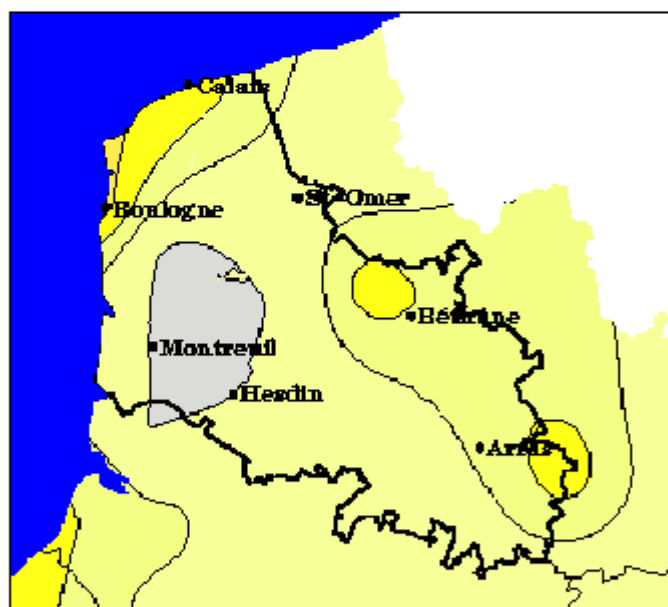 Calais
St-Omer
Boulogne
Béthune
Montreuil
Hesdin
Arras